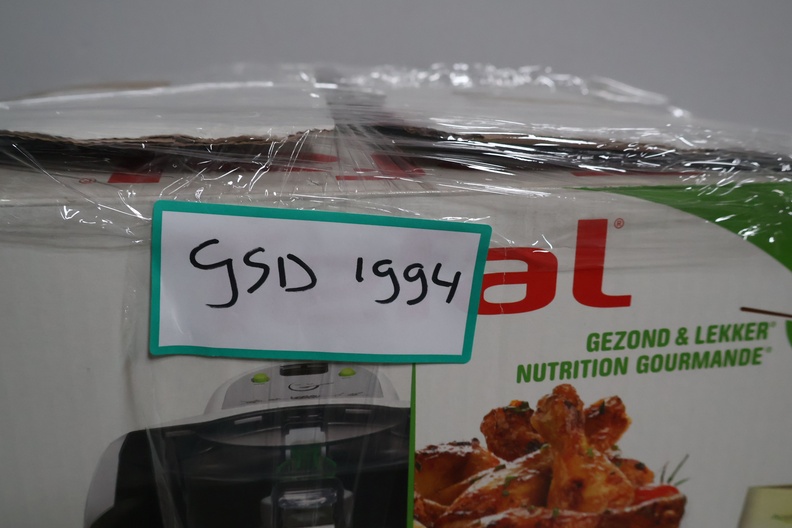 GSD 1994
al®
GEZOND & LEKKER®
NUTRITION GOURMANDE®